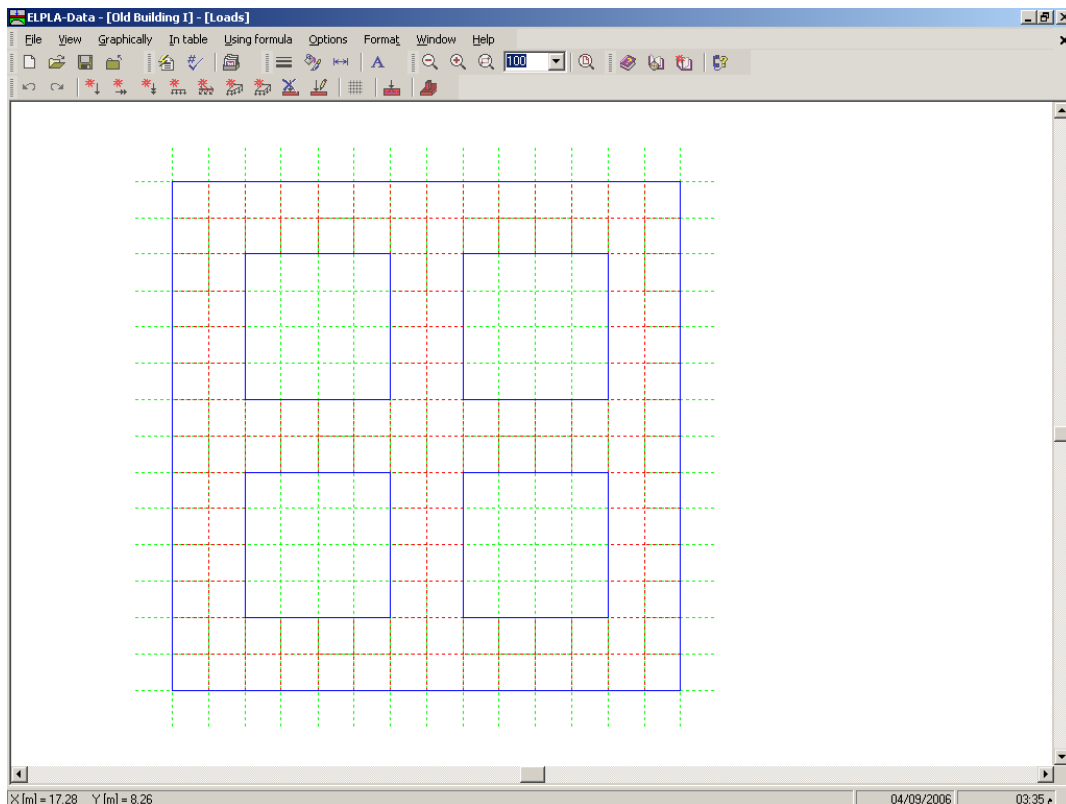 ELPLA-Data - [Old Building I] - [Loads]
File View Graphically In table Using formula Options Format Window Help
100
A
X [m] = 17.28 Y [m] = 8.26 04/09/2006 03:35 م